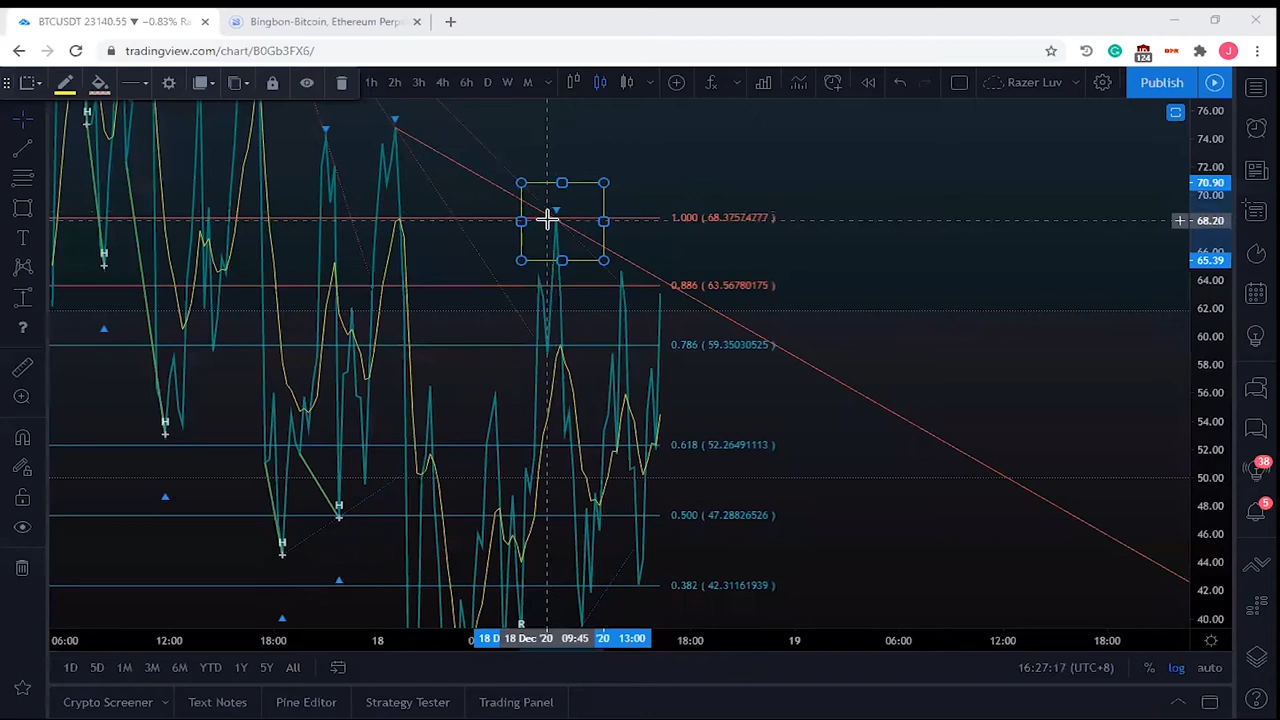 BTCUSDT 23140.55 ▼ −0.83% Ra
Bingbon-Bitcoin, Ethereum Perp
tradingview.com/chart/B0Gb3FX6/
124
J
1h 2h 3h 4h 6h D W M
Razer Luv
Publish
76.00
74.00
72.00
70.90
70.00
1.000 ( 68.37574777 )
68.20
65.39
64.00
0.886 ( 63.56780175 )
62.00
60.00
0.786 ( 59.35030525 )
58.00
56.00
54.00
0.618 ( 52.26491113 )
52.00
50.00
48.00
0.500 ( 47.28826526 )
46.00
44.00
0.382 ( 42.31161939 )
42.00
40.00
H
H
H
H
H
R
38
5
06:00 12:00 18:00 18 18 D 18 Dec '20 09:45 '20 13:00 18:00 19 06:00 12:00 18:00
1D 5D 1M 3M 6M YTD 1Y 5Y All
16:27:17 (UTC+8) % log auto
Crypto Screener Text Notes Pine Editor Strategy Tester Trading Panel